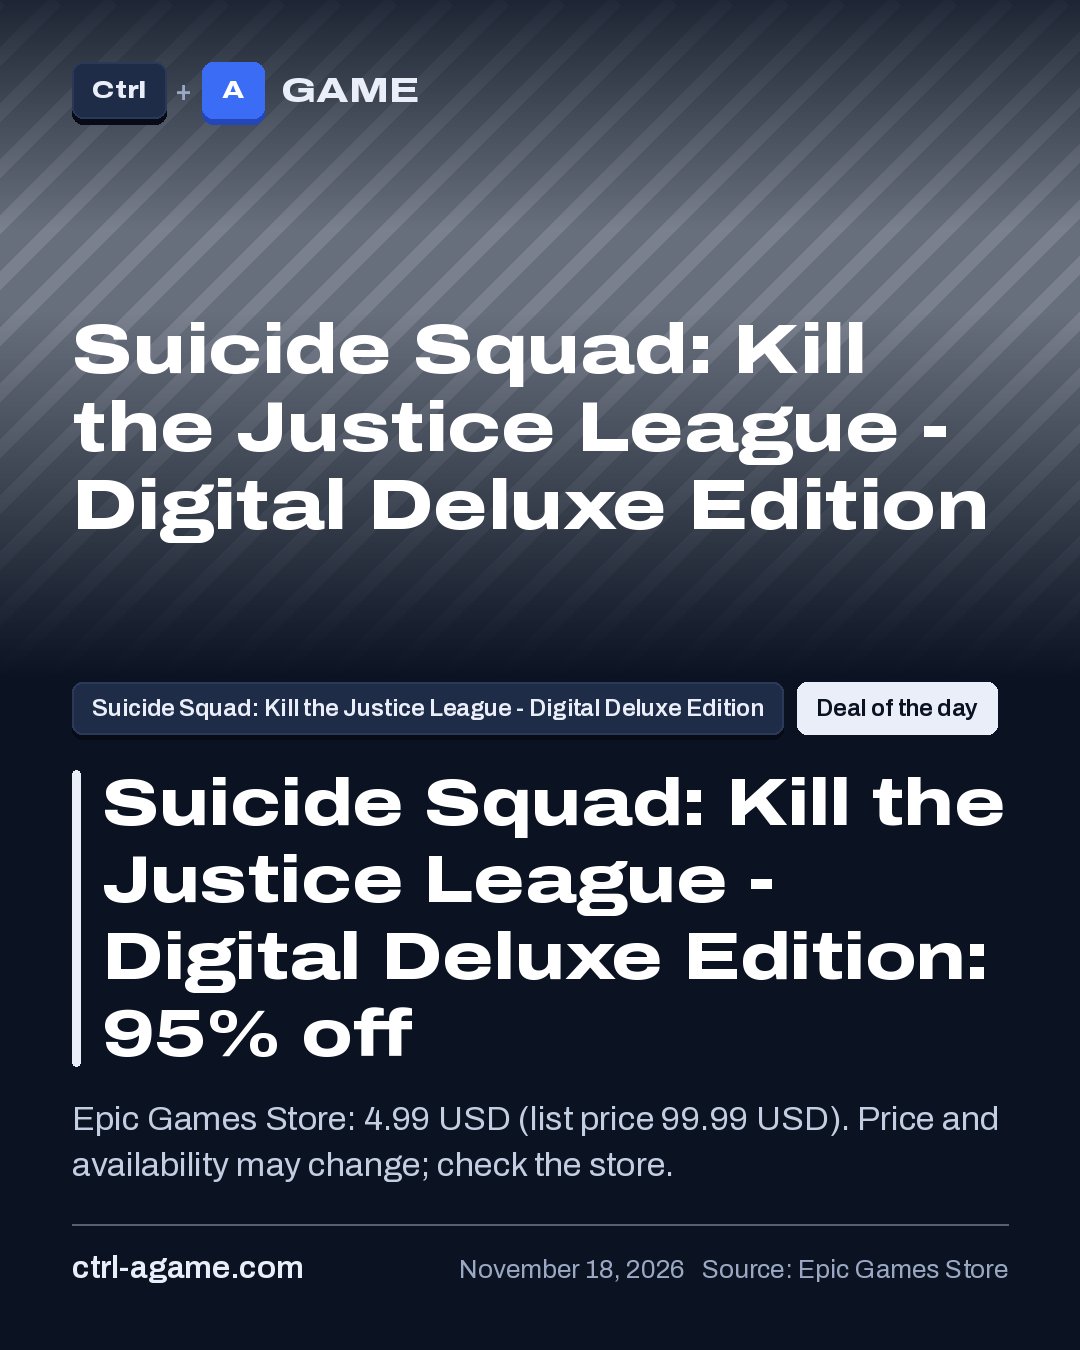 Ctrl + A GAME
Suicide Squad: Kill
the Justice League -
Digital Deluxe Edition
Suicide Squad: Kill the Justice League - Digital Deluxe Edition
Deal of the day
Suicide Squad: Kill the
Justice League -
Digital Deluxe Edition:
95% off
Epic Games Store: 4.99 USD (list price 99.99 USD). Price and
availability may change; check the store.
ctrl-agame.com
November 18, 2026 Source: Epic Games Store